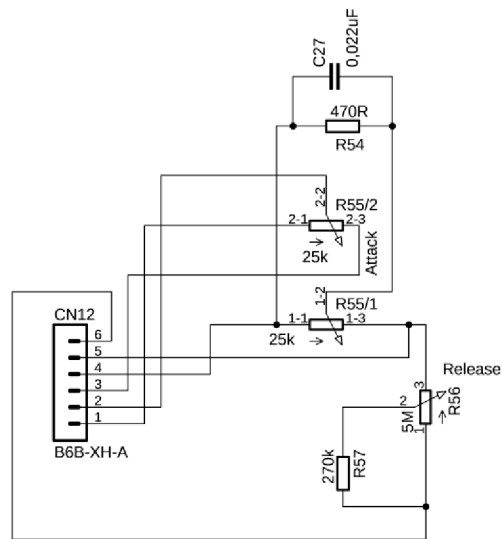 C27
0,022uF
470R
R54
2-2
R55/2
2-1
2-3
25k
Attack
1-2
R55/1
CN12
1-1
1-3
25k
6
5
4
3
2
1
B6B-XH-A
Release
3
2
R56
5M
1
270k
R57